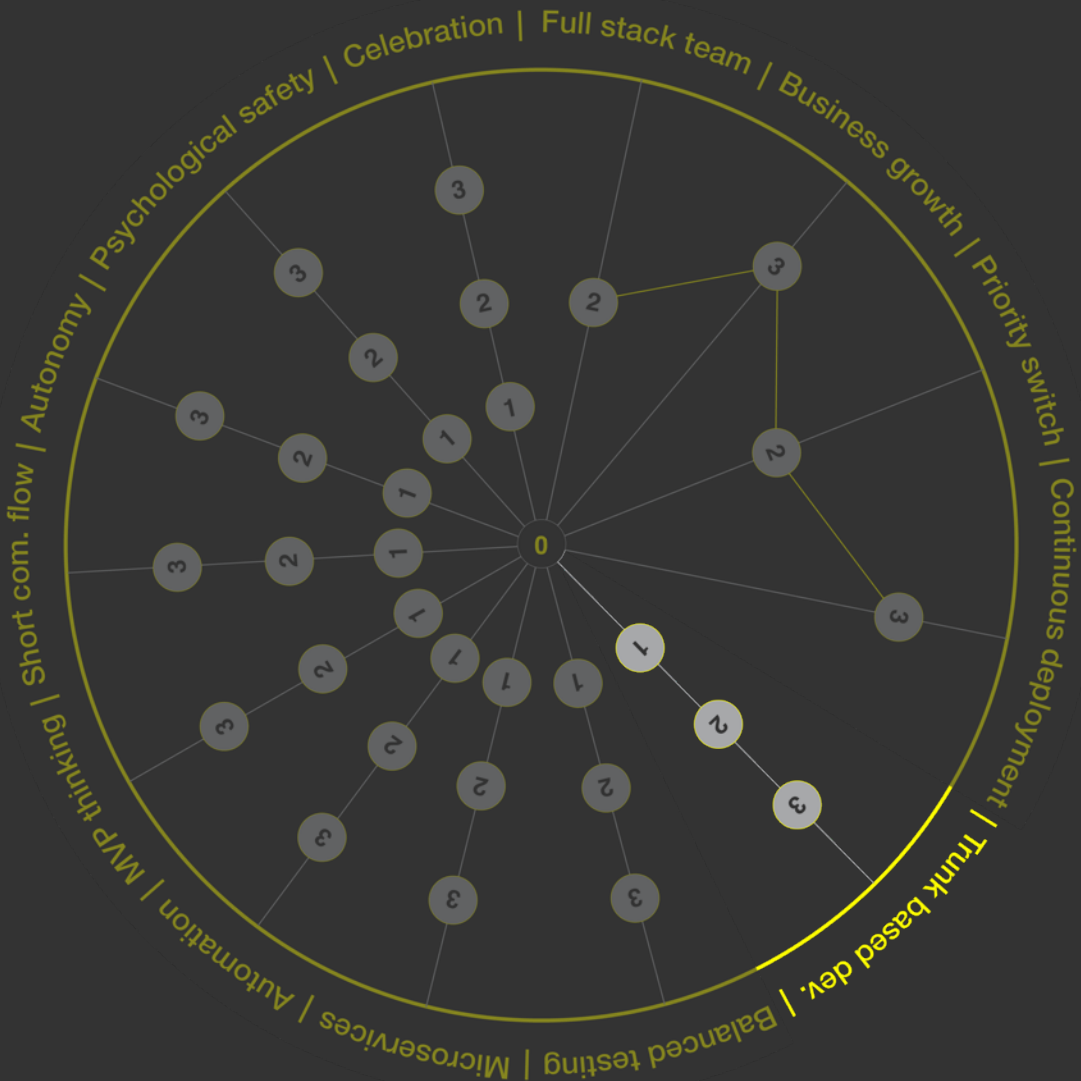 Full stack team | Business growth | Priority switch | Continuous deployment | Trunk based dev. | Balanced testing | Microservices | Automation | MVP thinking | Short com. flow | Autonomy | Psychological safety | Celebration |
0
2
3
2
3
1 2 3
1 2 3
1 2 3
1 2 3
1 2 3
1 2 3
1 2 3
1 2 3
1 2 3